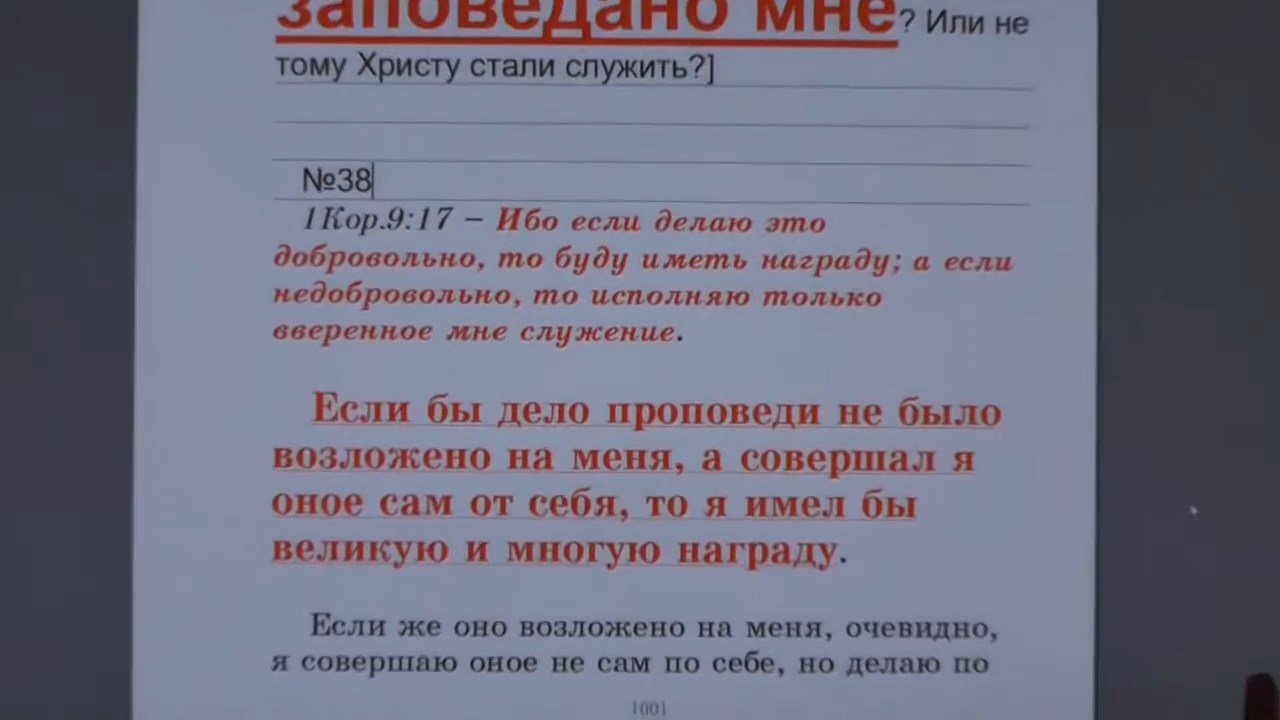 заповедано мне? Или не
тому Христу стали служить?]
№38
1Кор.9:17 – Ибо если делаю это
добровольно, то буду иметь награду; а если
недобровольно, то исполняю только
вверенное мне служение.
Если бы дело проповеди не было
возложено на меня, а совершал я
оное сам от себя, то я имел бы
великую и многую награду.
Если же оно возложено на меня, очевидно,
я совершаю оное не сам по себе, но делаю по
1001